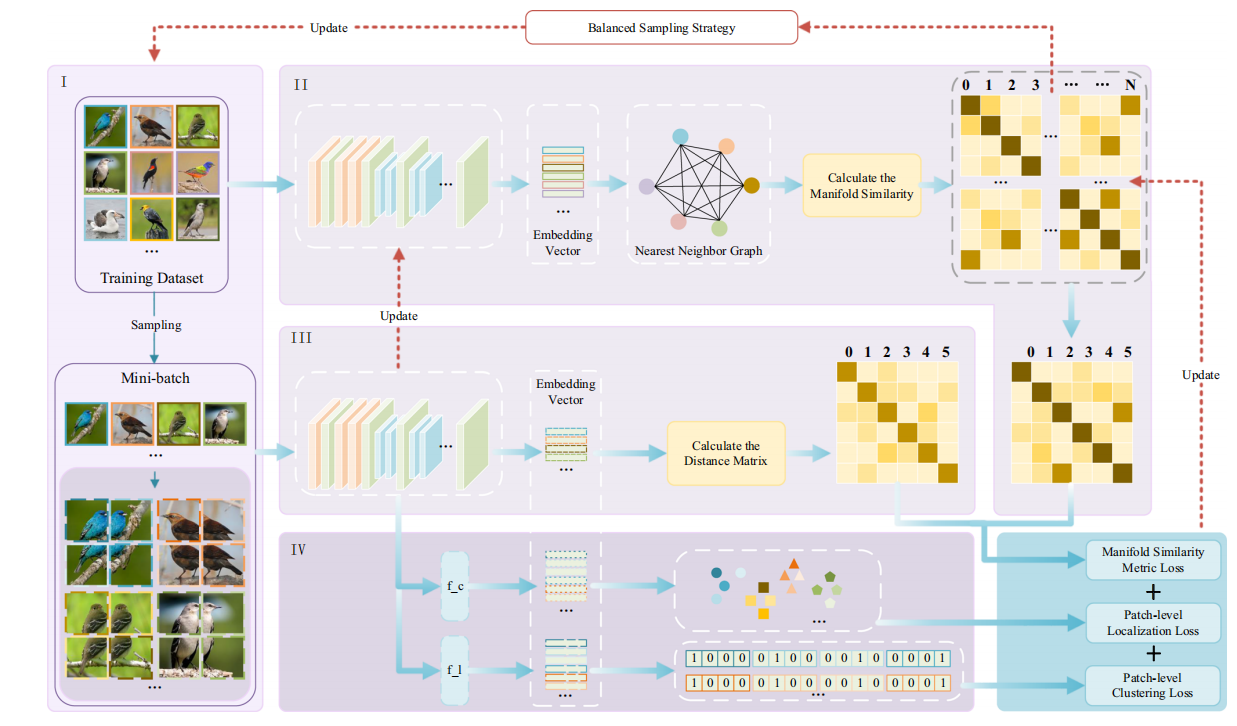 Update
Balanced Sampling Strategy
I
Training Dataset
...
Sampling
Mini-batch
...
...
II
...
Embedding
Vector
...
Nearest Neighbor Graph
Calculate the
Manifold Similarity
0 1 2 3 ... ... N
...
... ...
...
Update
III
...
Embedding
Vector
...
Calculate the
Distance Matrix
0 1 2 3 4 5
0 1 2 3 4 5
Update
IV
f_c
...
...
f_l
...
1 0 0 0 0 1 0 0 0 0 1 0 0 0 0 1
1 0 0 0 0 1 0 0 0 0 1 0 0 0 0 1
...
Manifold Similarity
Metric Loss
+
Patch-level
Localization Loss
+
Patch-level
Clustering Loss